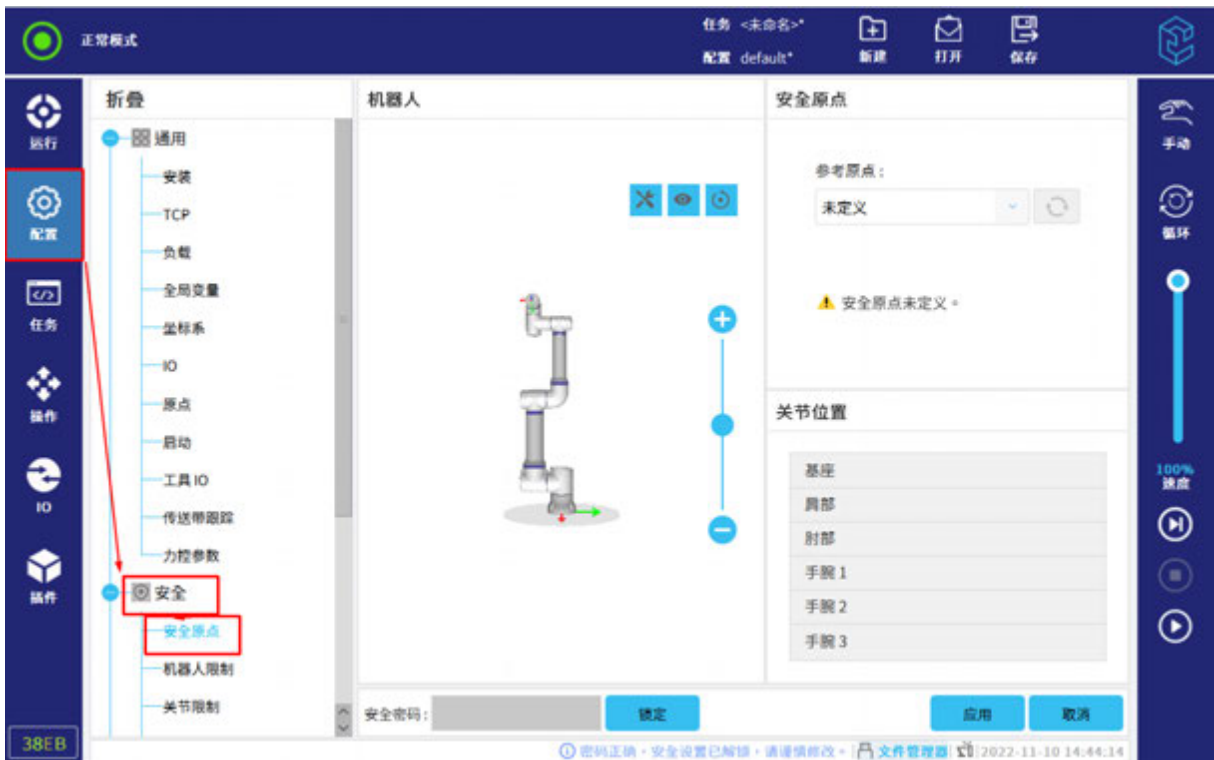 正常模式
任务 <未命名>*
配置 default*
新建
打开
保存
运行
配置
任务
操作
IO
插件
38EB
折叠
通用
安装
TCP
负载
全局变量
坐标系
IO
原点
启动
工具 IO
传送带跟踪
力控参数
安全
安全原点
机器人限制
关节限制
机器人
安全原点
参考原点：
未定义
安全原点未定义。
关节位置
基座
肩部
肘部
手腕 1
手腕 2
手腕 3
安全密码：
锁定
应用
取消
密码正确，安全设置已解锁，请谨慎修改。
文件管理器
2022-11-10 14:44:14
手动
循环
100%
速度